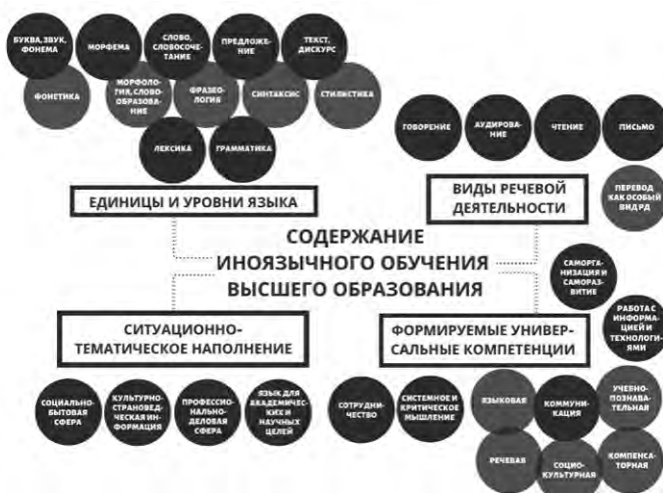 БУКВА, ЗВУК,
ФОНЕМА
МОРФЕМА
СЛОВО,
СЛОВОСОЧЕ-
ТАНИЕ
ПРЕДЛОЖЕ-
НИЕ
ТЕКСТ,
ДИСКУРС
ФОНЕТИКА
МОРФОЛО-
ГИЯ, СЛОВО-
ОБРАЗОВА-
НИЕ
ФРАЗЕО-
ЛОГИЯ
СИНТАКСИС
СТИЛИСТИКА
ЛЕКСИКА
ГРАММАТИКА
ЕДИНИЦЫ И УРОВНИ ЯЗЫКА
ГОВОРЕНИЕ
АУДИРОВА-
НИЕ
ЧТЕНИЕ
ПИСЬМО
ВИДЫ РЕЧЕВОЙ
ДЕЯТЕЛЬНОСТИ
ПЕРЕВОД
КАК ОСОБЫЙ
ВИД РД
СОДЕРЖАНИЕ
ИНОЯЗЫЧНОГО ОБУЧЕНИЯ
ВЫСШЕГО ОБРАЗОВАНИЯ
СИТУАЦИОННО-
ТЕМАТИЧЕСКОЕ НАПОЛНЕНИЕ
СОЦИАЛЬНО-
БЫТОВАЯ
СФЕРА
КУЛЬТУРНО-
СТРАНОВЕД-
ЧЕСКАЯ ИН-
ФОРМАЦИЯ
ПРОФЕССИО-
НАЛЬНО-
ДЕЛОВАЯ
СФЕРА
ЯЗЫК ДЛЯ
АКАДЕМИЧЕС-
КИХ И
НАУЧНЫХ
ЦЕЛЕЙ
ФОРМИРУЕМЫЕ УНИВЕР-
САЛЬНЫЕ КОМПЕТЕНЦИИ
САМОРГА-
НИЗАЦИЯ И
САМОРАЗ-
ВИТИЕ
РАБОТА С
ИНФОРМА-
ЦИЕЙ И
ТЕХНОЛОГИ-
ЯМИ
СОТРУДНИ-
ЧЕСТВО
СИСТЕМНОЕ И
КРИТИЧЕСКОЕ
МЫШЛЕНИЕ
ЯЗЫКОВАЯ
КОММУНИ-
КАЦИЯ
УЧЕБНО-
ПОЗНАВА-
ТЕЛЬНАЯ
РЕЧЕВАЯ
СОЦИО-
КУЛЬТУРНАЯ
КОМПЕНСА-
ТОРНАЯ